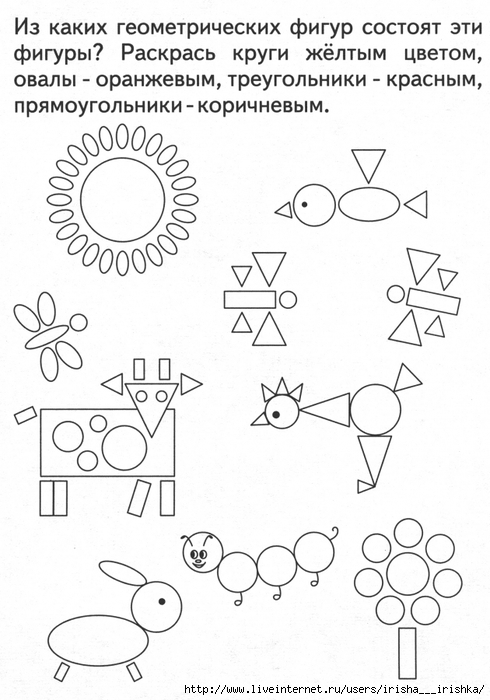 Из каких геометрических фигур состоят эти
фигуры? Раскрась круги жёлтым цветом,
овалы - оранжевым, треугольники - красным,
прямоугольники - коричневым.
http://www.liveinternet.ru/users/irisha___irishka/